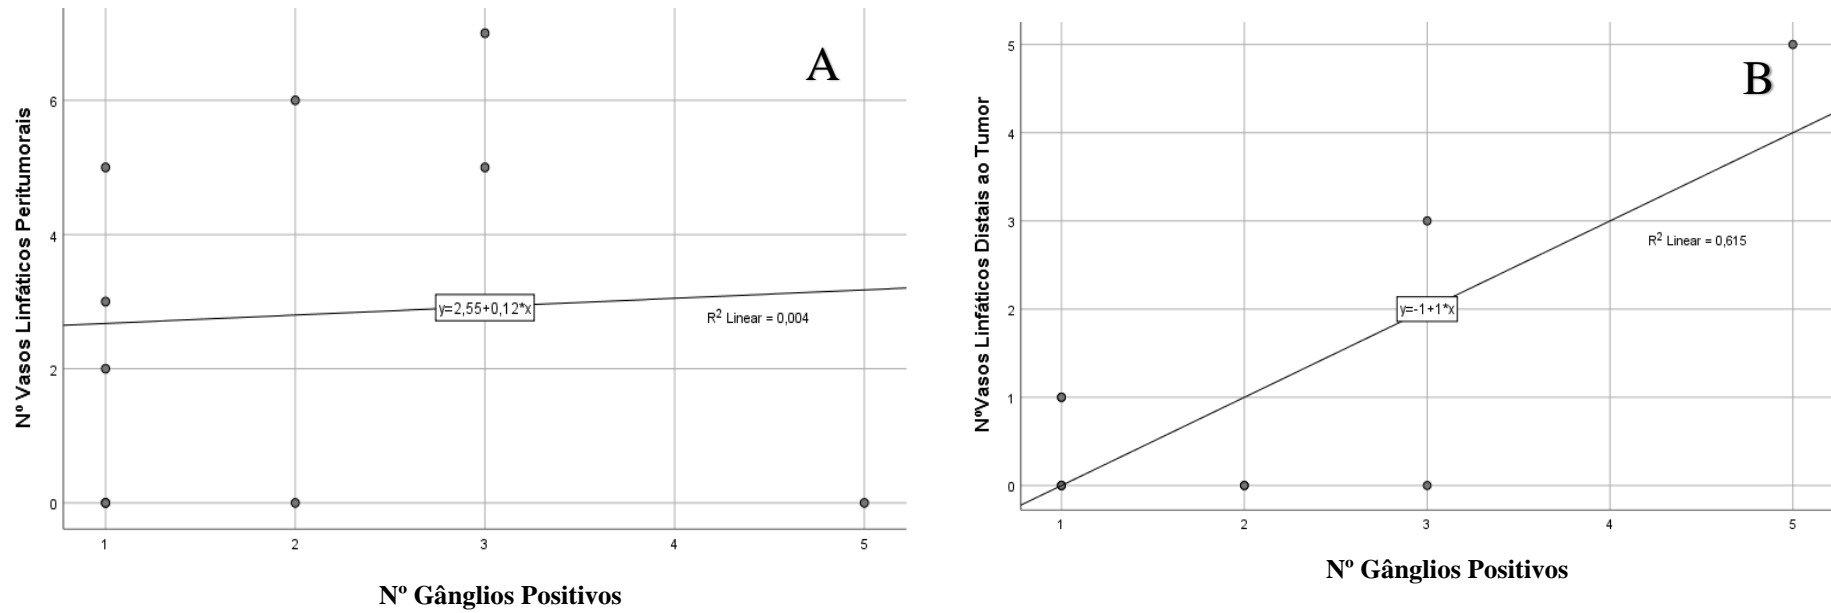 A
Nº Vasos Linfáticos Peritumorais
6
4
2
0
y=2,55+0,12*x
R2 Linear = 0,004
1 2 3 4 5
Nº Gânglios Positivos
B
NºVasos Linfáticos Distais ao Tumor
5
4
3
2
1
0
R2 Linear = 0,615
y=-1+1*x
1 2 3 4 5
Nº Gânglios Positivos